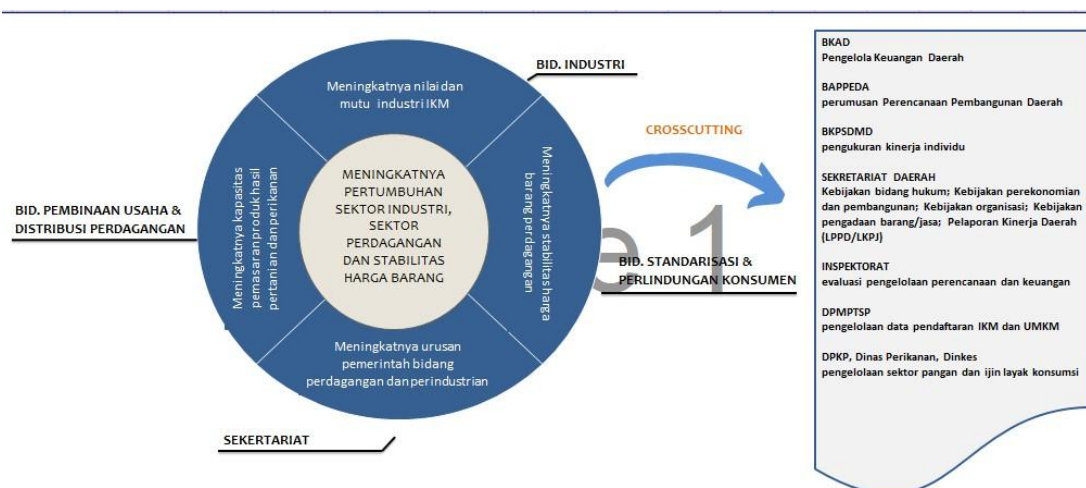 BID. INDUSTRI
Meningkatnya nilai dan
mutu industri IKM
CROSSCUTTING
MENINGKATNYA
PERTUMBUHAN
SEKTOR INDUSTRI,
SEKTOR
PERDAGANGAN
DAN STABILITAS
HARGA BARANG
Meningkatnya kapasitas
pemasaran produk hasil
pertanian dan perikanan
Meningkatnya stabilitas harga
barang perdagangan
BID. PEMBINAAN USAHA &
DISTRIBUSI PERDAGANGAN
e 1
BID. STANDARISASI &
PERLINDUNGAN KONSUMEN
Meningkatnya urusan
pemerintah bidang
perdagangan dan perindustrian
SEKERTARIAT
BKAD
Pengelola Keuangan Daerah
BAPPEDA
perumusan Perencanaan Pembangunan Daerah
BKPSDMD
pengukuran kinerja individu
SEKRETARIAT DAERAH
Kebijakan bidang hukum; Kebijakan perekonomian
dan pembangunan; Kebijakan organisasi; Kebijakan
pengadaan barang/jasa; Pelaporan Kinerja Daerah
(LPPD/LKPJ)
INSPEKTORAT
evaluasi pengelolaan perencanaan dan keuangan
DPMPTSP
pengelolaan data pendaftaran IKM dan UMKM
DPKP, Dinas Perikanan, Dinkes
pengelolaan sektor pangan dan ijin layak konsumsi